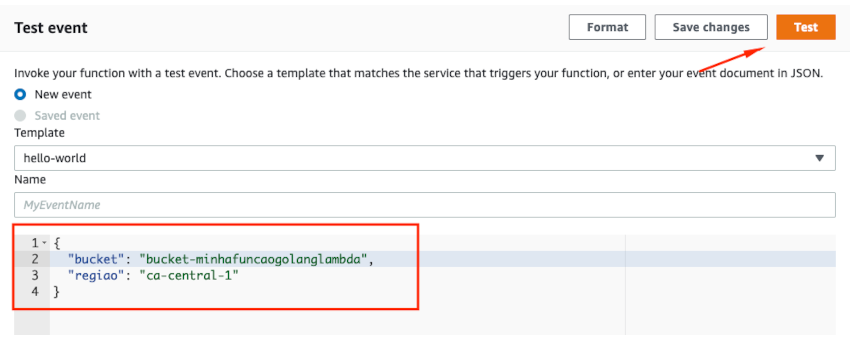 Test event
Format
Save changes
Test
Invoke your function with a test event. Choose a template that matches the service that triggers your function, or enter your event document in JSON.
New event
Saved event
Template
hello-world
Name
MyEventName
1 {
2 "bucket": "bucket-minhafuncaogolanglambda",
3 "regiao": "ca-central-1"
4 }